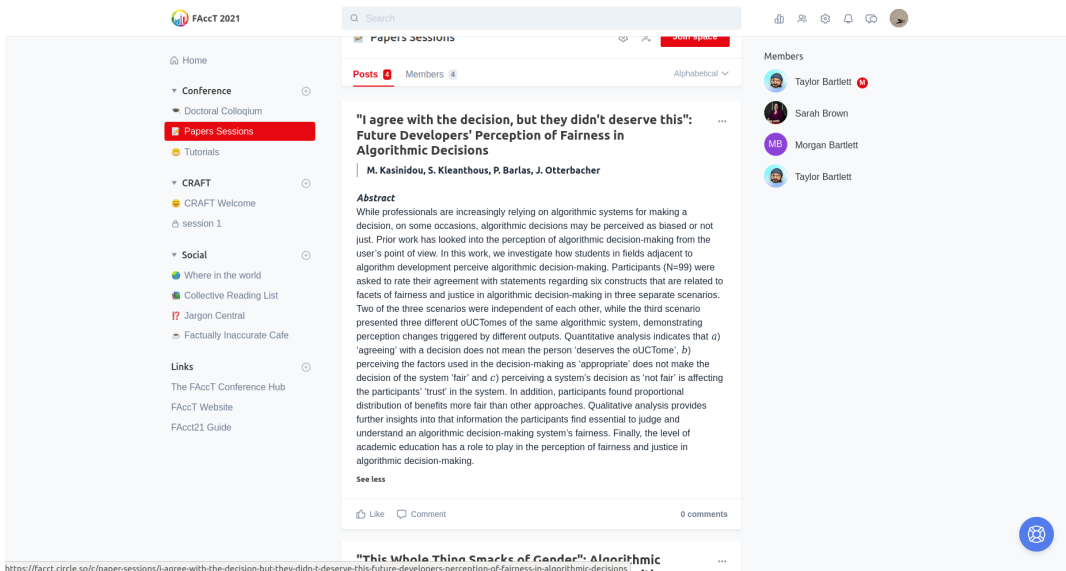 FAccT 2021
Search
Home
Conference
Doctoral Colloqium
Papers Sessions
Tutorials
CRAFT
CRAFT Welcome
session 1
Social
Where in the world
Collective Reading List
Jargon Central
Factually Inaccurate Cafe
Links
The FAccT Conference Hub
FAccT Website
FAcct21 Guide
Papers Sessions
Join space
Posts 4 Members 4
Alphabetical
"I agree with the decision, but they didn't deserve this":
Future Developers' Perception of Fairness in
Algorithmic Decisions
M. Kasinidou, S. Kleanthous, P. Barlas, J. Otterbacher
Abstract
While professionals are increasingly relying on algorithmic systems for making a
decision, on some occasions, algorithmic decisions may be perceived as biased or not
just. Prior work has looked into the perception of algorithmic decision-making from the
user's point of view. In this work, we investigate how students in fields adjacent to
algorithm development perceive algorithmic decision-making. Participants (N=99) were
asked to rate their agreement with statements regarding six constructs that are related to
facets of fairness and justice in algorithmic decision-making in three separate scenarios.
Two of the three scenarios were independent of each other, while the third scenario
presented three different oUCTomes of the same algorithmic system, demonstrating
perception changes triggered by different outputs. Quantitative analysis indicates that a)
‘agreeing’ with a decision does not mean the person ‘deserves the oUCTome’, b)
perceiving the factors used in the decision-making as ‘appropriate’ does not make the
decision of the system ‘fair’ and c) perceiving a system's decision as ‘not fair’ is affecting
the participants’ ‘trust’ in the system. In addition, participants found proportional
distribution of benefits more fair than other approaches. Qualitative analysis provides
further insights into that information the participants find essential to judge and
understand an algorithmic decision-making system’s fairness. Finally, the level of
academic education has a role to play in the perception of fairness and justice in
algorithmic decision-making.
See less
Like Comment
0 comments
"This Whole Thing Smacks of Gender": Algorithmic
Members
Taylor Bartlett M
Sarah Brown
MB Morgan Bartlett
Taylor Bartlett
https://facct.circle.so/c/paper-sessions/i-agree-with-the-decision-but-they-didn-t-deserve-this-future-developers-perception-of-fairness-in-algorithmic-decisions